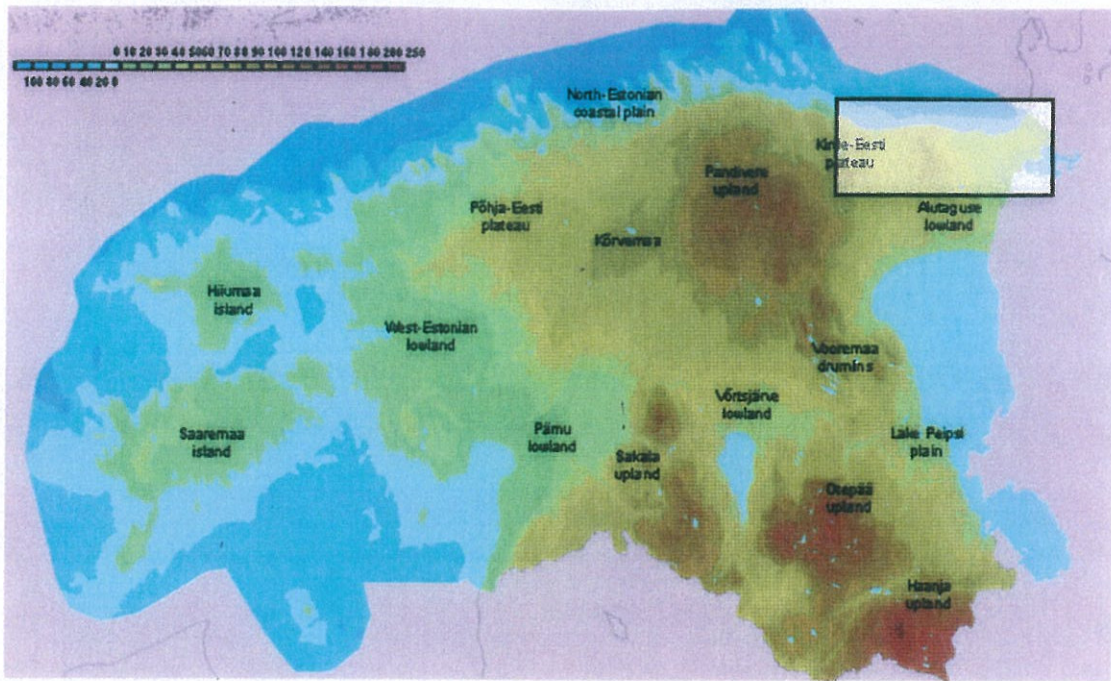 0 10 20 30 40 5060 70 80 90 100 120 140 160 180 200 250
100 80 60 40 20 0
North-Estonian
coastal plain
Kirde-Eesti
plateau
Pandivere
upland
Põhja-Eesti
plateau
Alutaguse
lowland
Kõrvemaa
Hiiumaa
island
West-Estonian
lowland
Vooremaa
drumlins
Võrtsjärve
lowland
Saaremaa
island
Pärnu
lowland
Lake Peipsi
plain
Sakala
upland
Otepää
upland
Haanja
upland